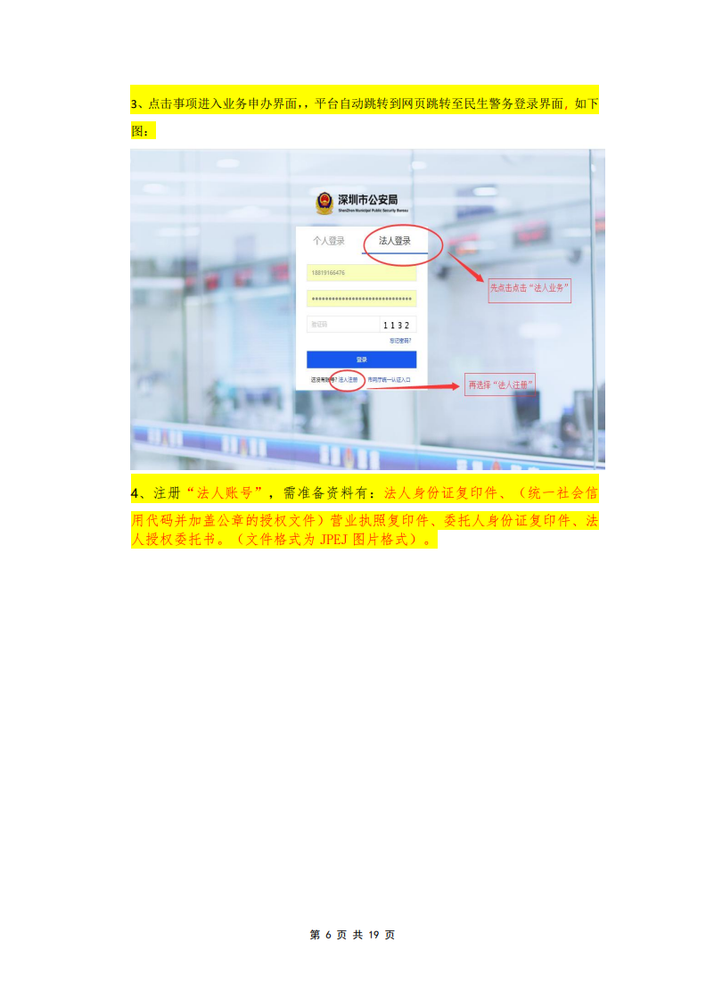 3、点击事项进入业务申办界面,，平台自动跳转到网页跳转至民生警务登录界面，如下
图：
深圳市公安局
ShenZhen Municipal Public Security Bureau
个人登录 法人登录
18819166476
验证码 1132
忘记密码?
登录
还没有账号? 法人注册 市网厅统一认证入口
先点击点击“法人业务”
再选择“法人注册”
4、注册“法人账号”，需准备资料有：法人身份证复印件、（统一社会信
用代码并加盖公章的授权文件）营业执照复印件、委托人身份证复印件、法
人授权委托书。（文件格式为 JPEJ 图片格式）。
第 6 页 共 19 页